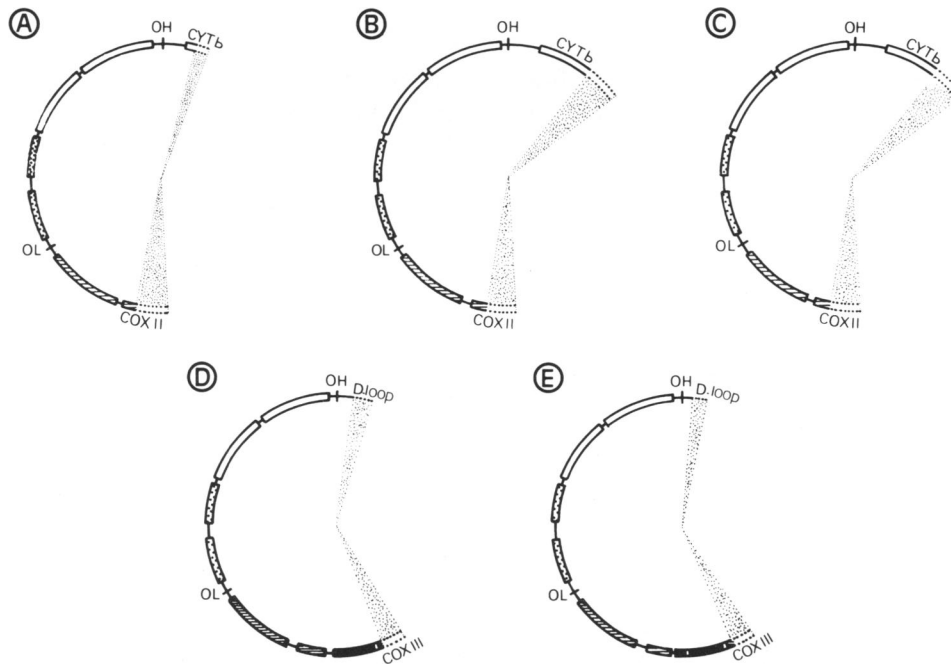 A
OH
CYTb
OL
COX II
B
OH
CYTb
OL
COX II
C
OH
CYTb
OL
COX II
D
OH
D.loop
OL
COX III
E
OH
D.loop
OL
COX III